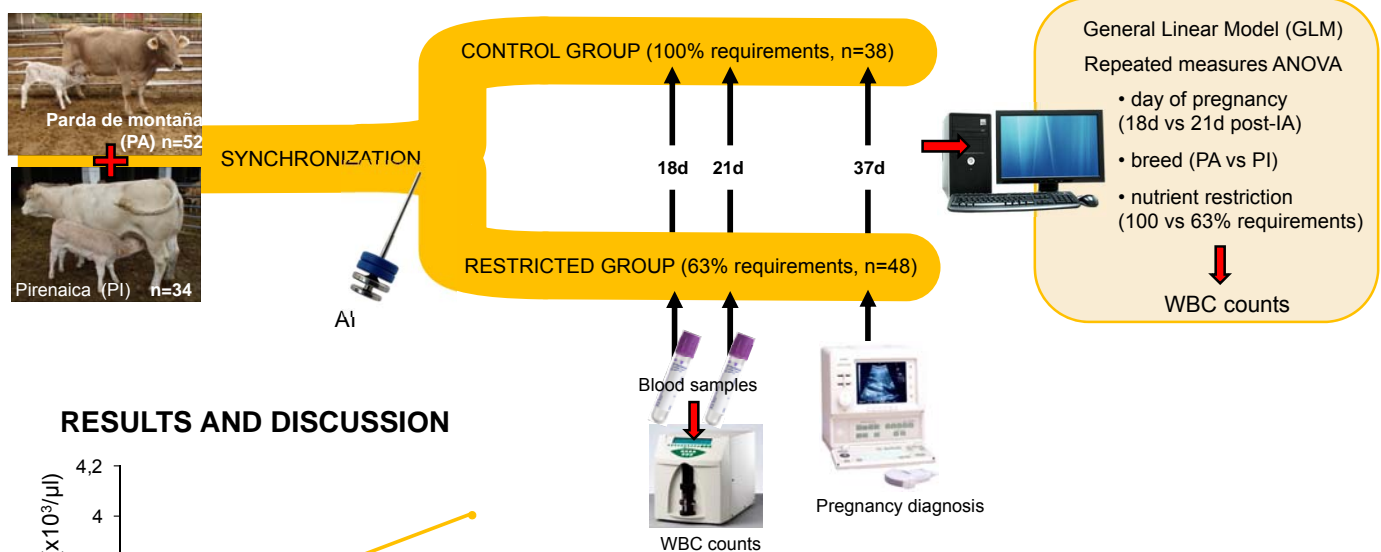 Parda de montaña
(PA) n=52
Pirenaica (PI) n=34
SYNCHRONIZATION
AI
CONTROL GROUP (100% requirements, n=38)
18d 21d 37d
RESTRICTED GROUP (63% requirements, n=48)
Blood samples
WBC counts
Pregnancy diagnosis
General Linear Model (GLM)
Repeated measures ANOVA
• day of pregnancy
(18d vs 21d post-IA)
• breed (PA vs PI)
• nutrient restriction
(100 vs 63% requirements)
WBC counts
RESULTS AND DISCUSSION
4,2
4
x10³/µl)